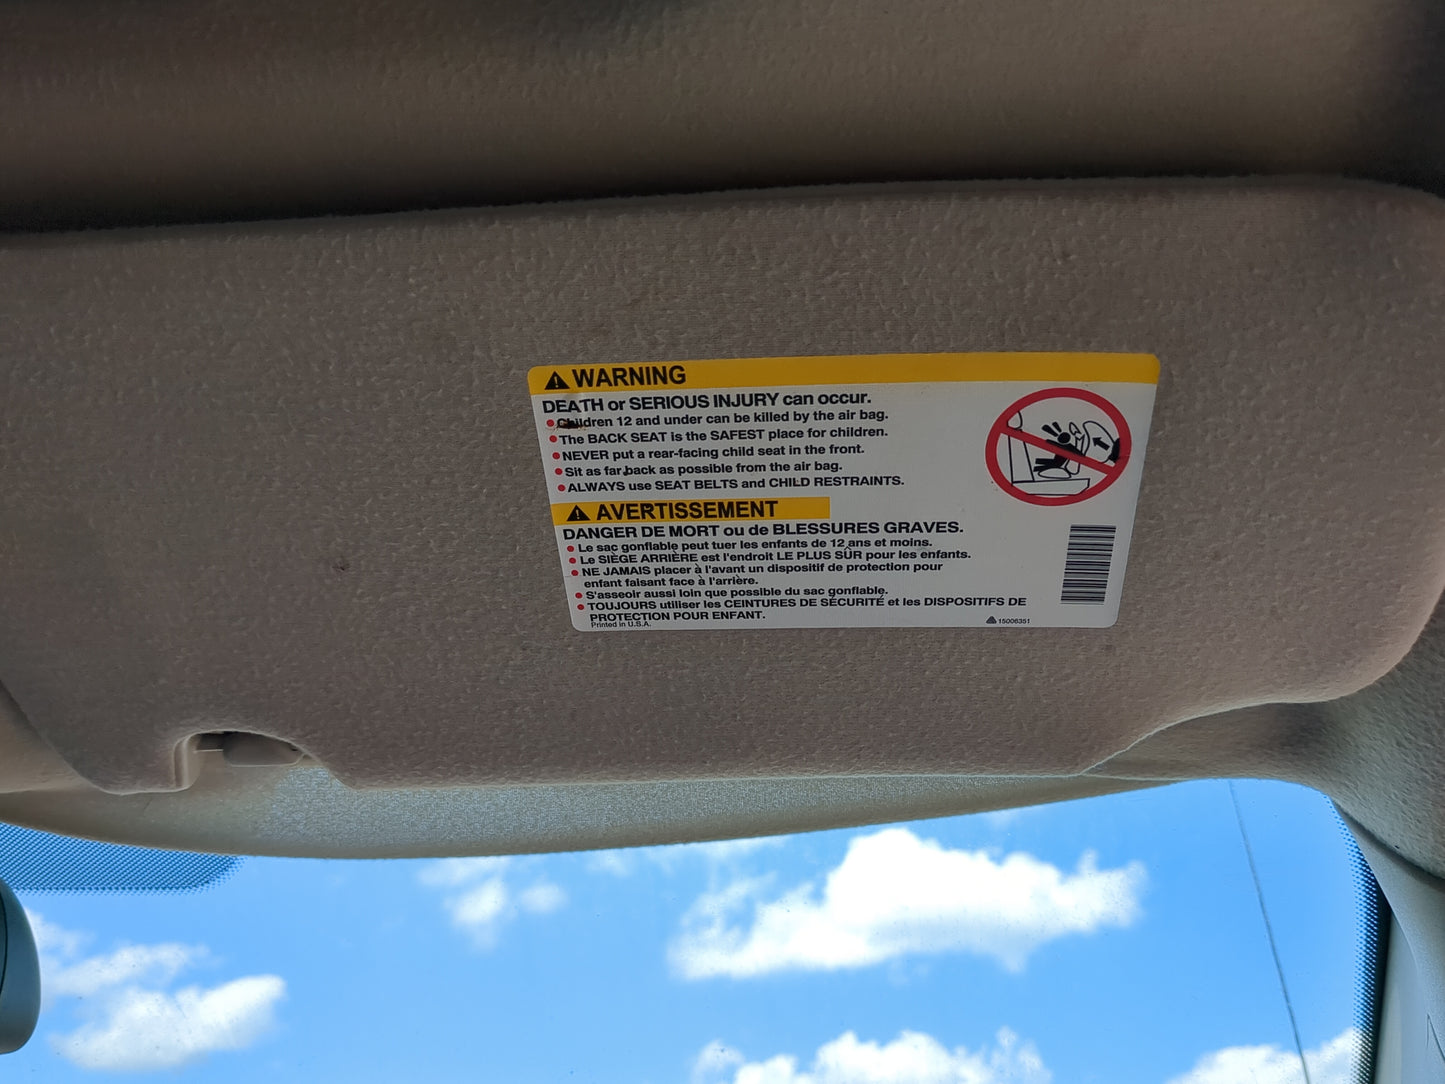 WARNING
DEATH or SERIOUS INJURY can occur.
Children 12 and under can be killed by the air bag.
The BACK SEAT is the SAFEST place for children.
NEVER put a rear-facing child seat in the front.
Sit as far back as possible from the air bag.
ALWAYS use SEAT BELTS and CHILD RESTRAINTS.
AVERTISSEMENT
DANGER DE MORT ou de BLESSURES GRAVES.
Le sac gonflable peut tuer les enfants de 12 ans et moins.
Le SIÈGE ARRIÈRE est l'endroit LE PLUS SÛR pour les enfants.
NE JAMAIS placer à l'avant un dispositif de protection pour
enfant faisant face à l'arrière.
S'asseoir aussi loin que possible du sac gonflable.
TOUJOURS utiliser les CEINTURES DE SÉCURITÉ et les DISPOSITIFS DE
PROTECTION POUR ENFANT.
Printed in U.S.A.
15006351